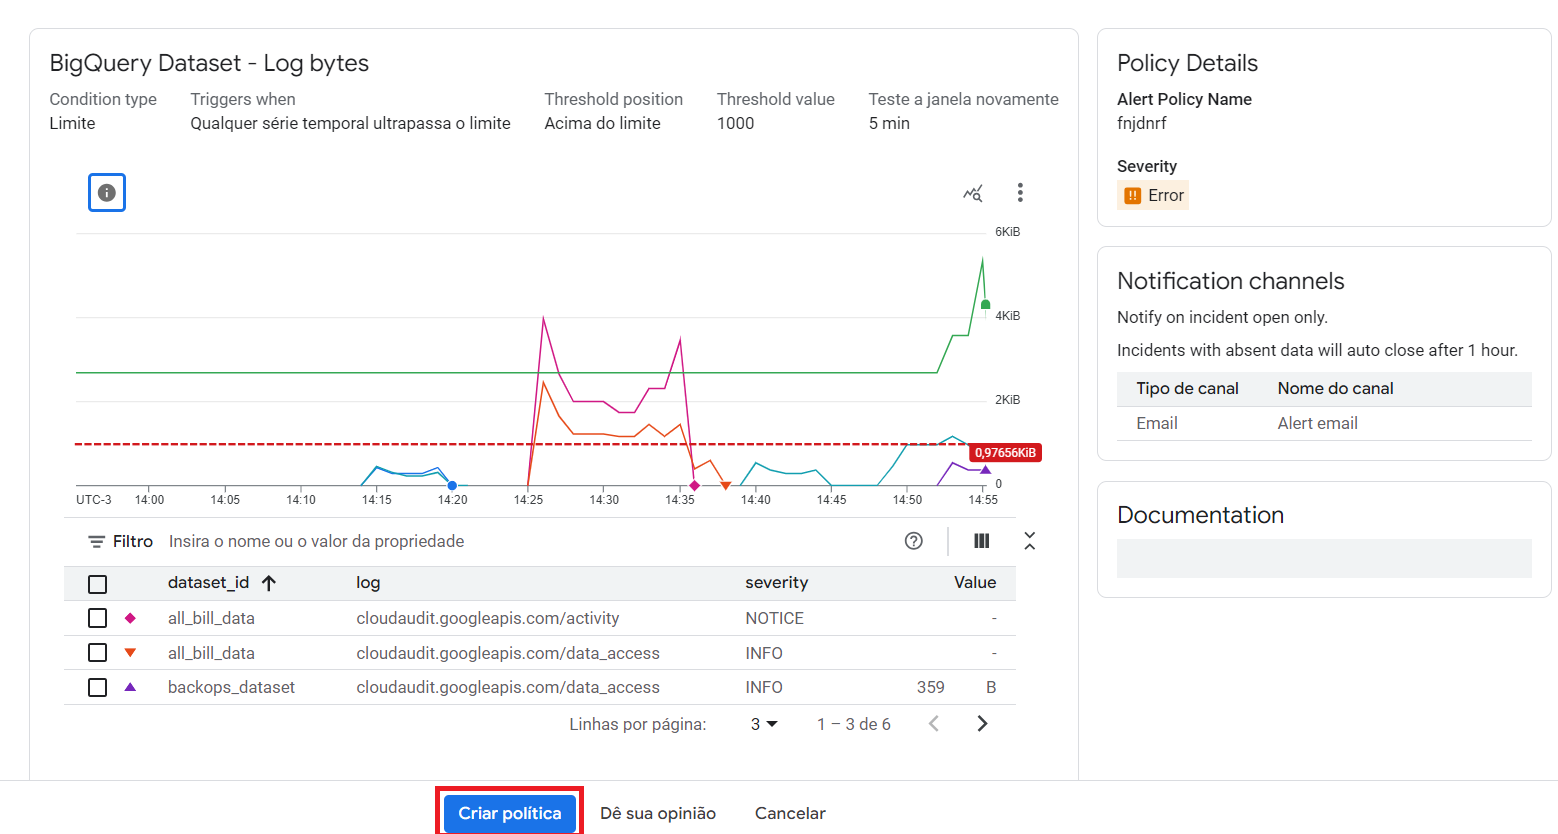 BigQuery Dataset - Log bytes
Condition type Triggers when Threshold position Threshold value Teste a janela novamente
Limite Qualquer série temporal ultrapassa o limite Acima do limite 1000 5 min
6KiB
4KiB
2KiB
0,97656KiB
0
UTC-3 14:00 14:05 14:10 14:15 14:20 14:25 14:30 14:35 14:40 14:45 14:50 14:55
Filtro Insira o nome ou o valor da propriedade
dataset_id log severity Value
all_bill_data cloudaudit.googleapis.com/activity NOTICE -
all_bill_data cloudaudit.googleapis.com/data_access INFO -
backops_dataset cloudaudit.googleapis.com/data_access INFO 359 B
Linhas por página: 3 1 – 3 de 6
Policy Details
Alert Policy Name
fnjdnrf
Severity
!! Error
Notification channels
Notify on incident open only.
Incidents with absent data will auto close after 1 hour.
Tipo de canal Nome do canal
Email Alert email
Documentation
Criar política Dê sua opinião Cancelar